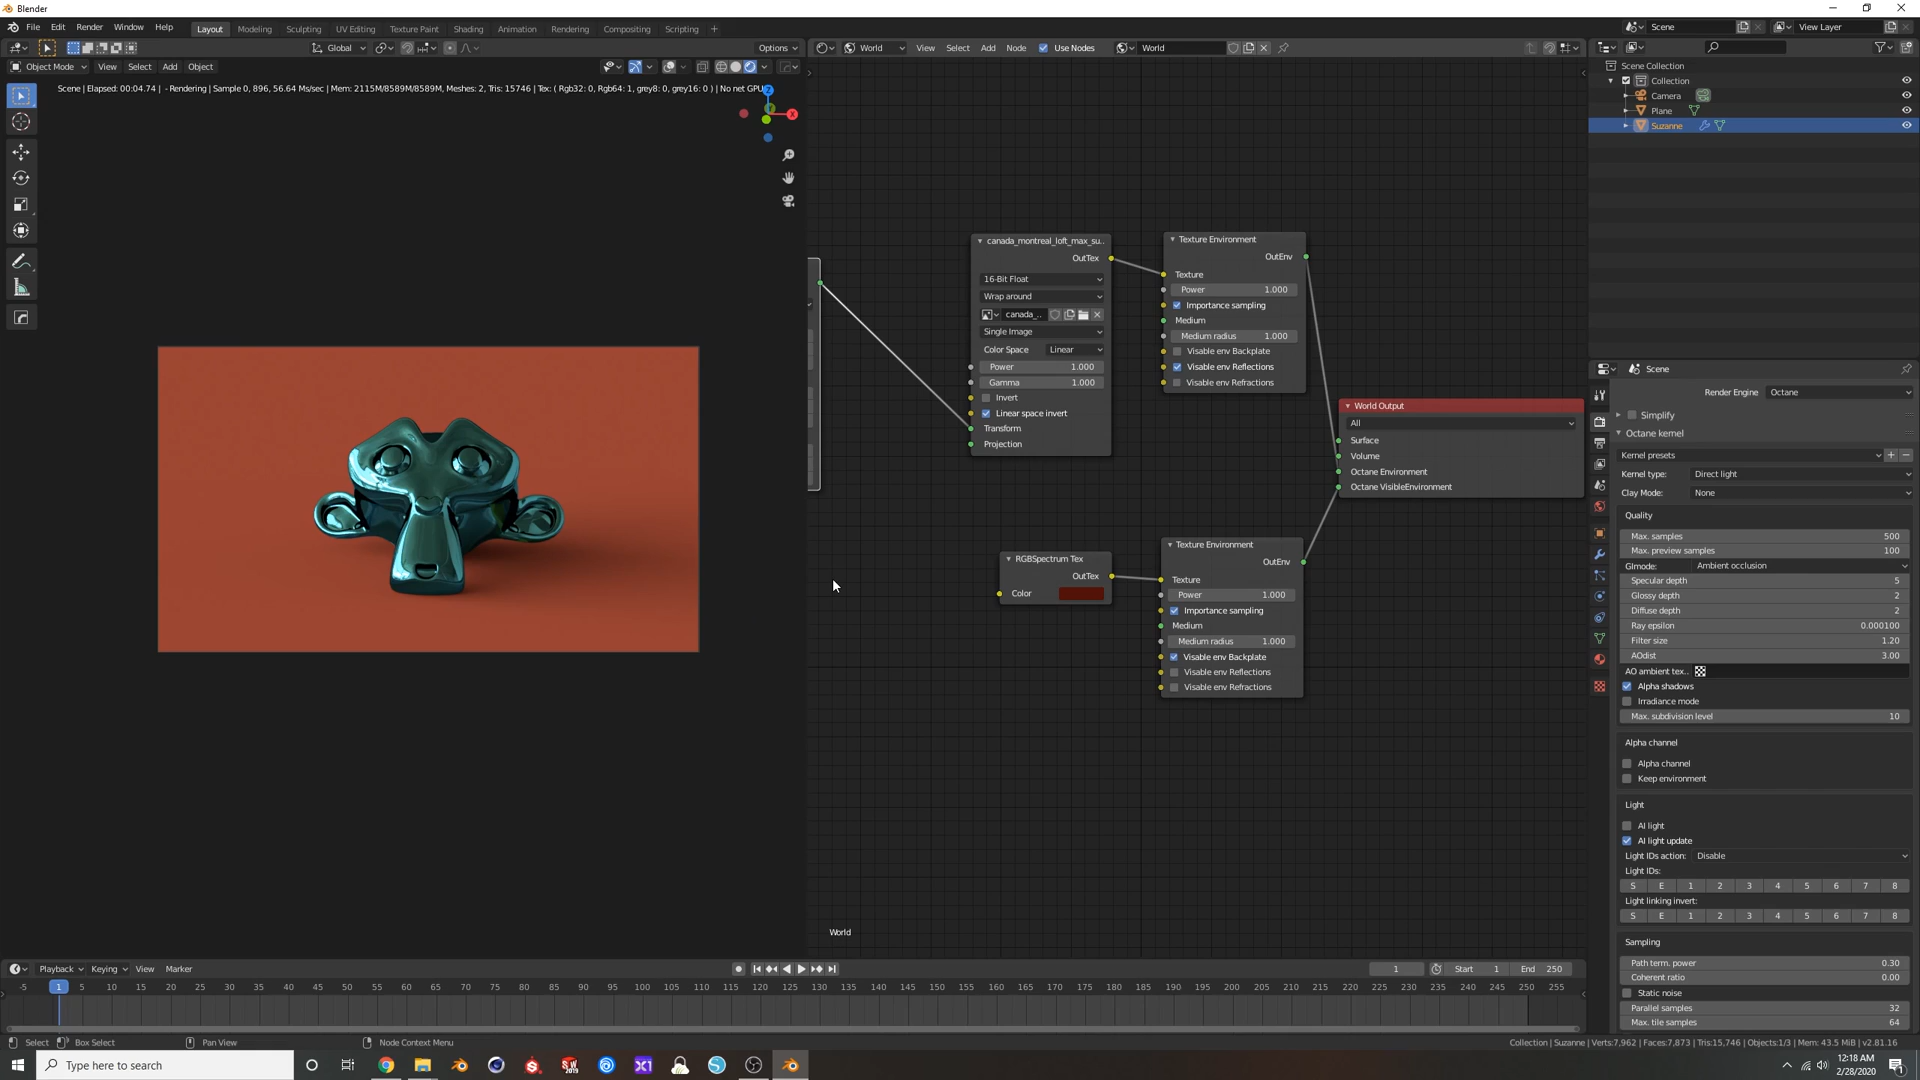 Blender
File Edit Render Window Help
Layout Modeling Sculpting UV Editing Texture Paint Shading Animation Rendering Compositing Scripting +
Scene View Layer
Global Options
World View Select Add Node Use Nodes World
Object Mode View Select Add Object
Scene | Elapsed: 00:04.74 | - Rendering | Sample 0, 896, 56.64 Ms/sec | Mem: 2115M/8589M/8589M, Meshes: 2, Tris: 15746 | Tex: ( Rgb32: 0, Rgb64: 1, grey8: 0, grey16: 0 ) | No net GPU
X
Z
Scene Collection
Collection
Camera
Plane
Suzanne
canada_montreal_loft_max_su..
OutTex
16-Bit Float
Wrap around
canada_..
Single Image
Color Space Linear
Power 1.000
Gamma 1.000
Invert
Linear space invert
Transform
Projection
Texture Environment
OutEnv
Texture
Power 1.000
Importance sampling
Medium
Medium radius 1.000
Visable env Backplate
Visable env Reflections
Visable env Refractions
World Output
All
Surface
Volume
Octane Environment
Octane VisibleEnvironment
RGBSpectrum Tex
OutTex
Color
Texture Environment
OutEnv
Texture
Power 1.000
Importance sampling
Medium
Medium radius 1.000
Visable env Backplate
Visable env Reflections
Visable env Refractions
World
Scene
Render Engine Octane
Simplify
Octane kernel
Kernel presets
Kernel type: Direct light
Clay Mode: None
Quality
Max. samples 500
Max. preview samples 100
GImode: Ambient occlusion
Specular depth 5
Glossy depth 2
Diffuse depth 2
Ray epsilon 0.000100
Filter size 1.20
AOdist 3.00
AO ambient tex..
Alpha shadows
Irradiance mode
Max. subdivision level 10
Alpha channel
Alpha channel
Keep environment
Light
AI light
AI light update
Light IDs action: Disable
Light IDs:
S E 1 2 3 4 5 6 7 8
Light linking invert:
S E 1 2 3 4 5 6 7 8
Sampling
Path term. power 0.30
Coherent ratio 0.00
Static noise
Parallel samples 32
Max. tile samples 64
Playback Keying View Marker
1 Start 1 End 250
-5 1 5 10 15 20 25 30 35 40 45 50 55 60 65 70 75 80 85 90 95 100 105 110 115 120 125 130 135 140 145 150 155 160 165 170 175 180 185 190 195 200 205 210 215 220 225 230 235 240 245 250 255
Select Box Select Pan View Node Context Menu
Collection | Suzanne | Verts:7,962 | Faces:7,873 | Tris:15,746 | Objects:1/3 | Mem: 43.5 MiB | v2.81.16
Type here to search
SW 2019
X1
12:18 AM
2/28/2020
1